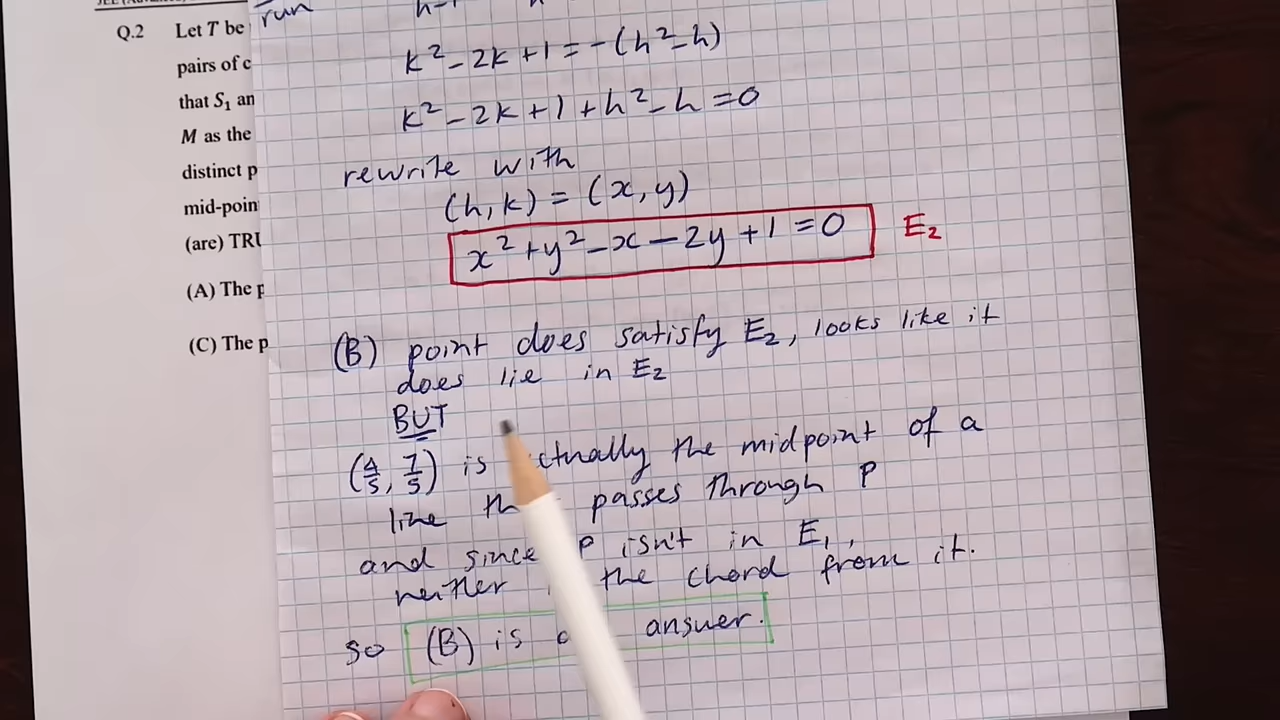 Q.2 Let T be
pairs of c
that S₁ an
M as the
distinct p
mid-poin
(are) TRU
(A) The p
(C) The p
run
k² - 2k + 1 = - (h² - h)
k² - 2k + 1 + h² - h = 0
rewrite with
(h, k) = (x, y)
x² + y² - x - 2y + 1 = 0 E₂
(B) point does satisfy E₂, looks like it
does lie in E₂
BUT
(4/5, 7/5) is actually the midpoint of a
line th passes through P
and since P isn't in E₁,
neither the chord from it.
so (B) is answer.